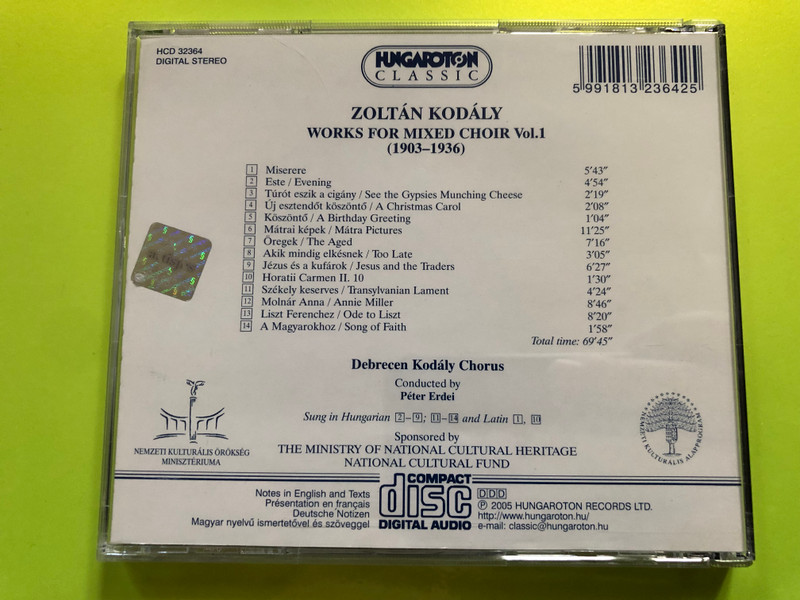 HCD 32364
DIGITAL STEREO
HUNGAROTON
CLASSIC
5 991813 236425
ZOLTÁN KODÁLY
WORKS FOR MIXED CHOIR Vol.1
(1903–1936)
1 Miserere 5'43"
2 Este / Evening 4'54"
3 Túrót eszik a cigány / See the Gypsies Munching Cheese 2'19"
4 Új esztendőt köszöntő / A Christmas Carol 2'08"
5 Köszöntő / A Birthday Greeting 1'04"
6 Mátrai képek / Mátra Pictures 11'25"
7 Öregek / The Aged 7'16"
8 Akik mindig elkésnek / Too Late 3'05"
9 Jézus és a kufárok / Jesus and the Traders 6'27"
10 Horatii Carmen II. 10 1'30"
11 Székely keserves / Transylvanian Lament 4'24"
12 Molnár Anna / Annie Miller 8'46"
13 Liszt Ferenchez / Ode to Liszt 8'20"
14 A Magyarokhoz / Song of Faith 1'58"
Total time: 69'45"
Debrecen Kodály Chorus
Conducted by
Péter Erdei
Sung in Hungarian 2–9; 11–14 and Latin 1, 10
Sponsored by
THE MINISTRY OF NATIONAL CULTURAL HERITAGE
NATIONAL CULTURAL FUND
NEMZETI KULTURÁLIS ÖRÖKSÉG
MINISZTÉRIUMA
NEMZETI KULTURÁLIS ALAPPROGRAM
Notes in English and Texts
Présentation en français
Deutsche Notizen
Magyar nyelvű ismertetővel és szöveggel
COMPACT
disc
DIGITAL AUDIO
DDD
℗ 2005 HUNGAROTON RECORDS LTD.
http://www.hungaroton.hu/
e-mail: classic@hungaroton.hu